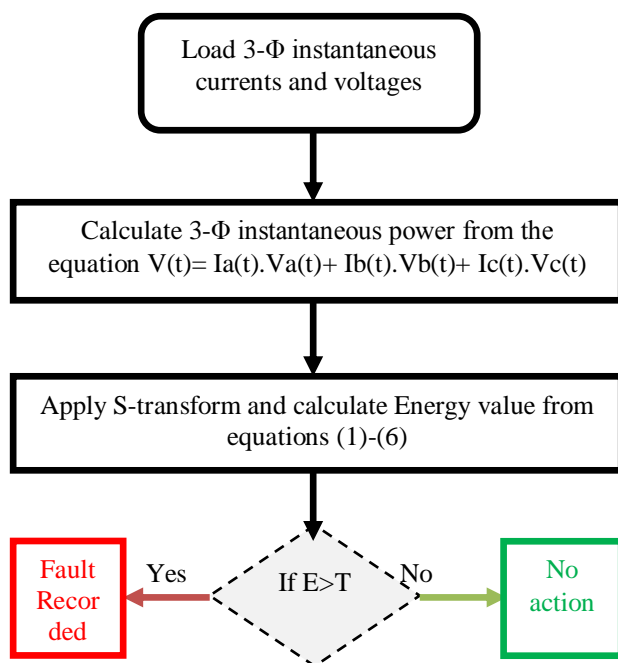 Load 3-Φ instantaneous
currents and voltages
Calculate 3-Φ instantaneous power from the
equation V(t)= Ia(t).Va(t)+ Ib(t).Vb(t)+ Ic(t).Vc(t)
Apply S-transform and calculate Energy value from
equations (1)-(6)
Fault
Recor
ded
Yes
If E>T
No
No
action